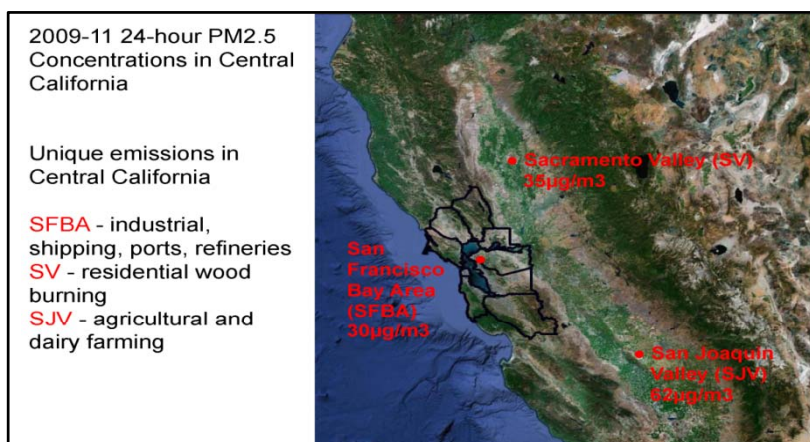 2009-11 24-hour PM2.5
Concentrations in Central
California
Unique emissions in
Central California
SFBA - industrial,
shipping, ports, refineries
SV - residential wood
burning
SJV - agricultural and
dairy farming
Sacramento Valley (SV)
35µg/m3
San
Francisco
Bay Area
(SFBA)
30µg/m3
San Joaquin
Valley (SJV)
62µg/m3